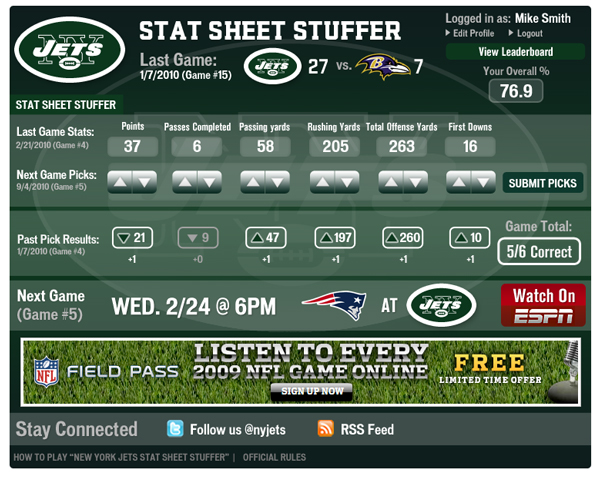 JETS
STAT SHEET STUFFER
Logged in as: Mike Smith
Edit Profile Logout
Last Game:
1/7/2010 (Game #15)
JETS 27 vs. B 7
View Leaderboard
Your Overall %
76.9
STAT SHEET STUFFER
Points Passes Completed Passing yards Rushing Yards Total Offense Yards First Downs
Last Game Stats:
2/21/2010 (Game #4)
37 6 58 205 263 16
Next Game Picks:
9/4/2010 (Game #5)
SUBMIT PICKS
Past Pick Results:
1/7/2010 (Game #4)
21 9 47 197 260 10
+1 +0 +1 +1 +1 +1
Game Total:
5/6 Correct
Next Game
(Game #5)
WED. 2/24 @ 6PM
AT
JETS
Watch On
ESPN
NFL
FIELD PASS
LISTEN TO EVERY
2009 NFL GAME ONLINE
SIGN UP NOW
FREE
LIMITED TIME OFFER
Stay Connected
Follow us @nyjets
RSS Feed
HOW TO PLAY "NEW YORK JETS STAT SHEET STUFFER" | OFFICIAL RULES